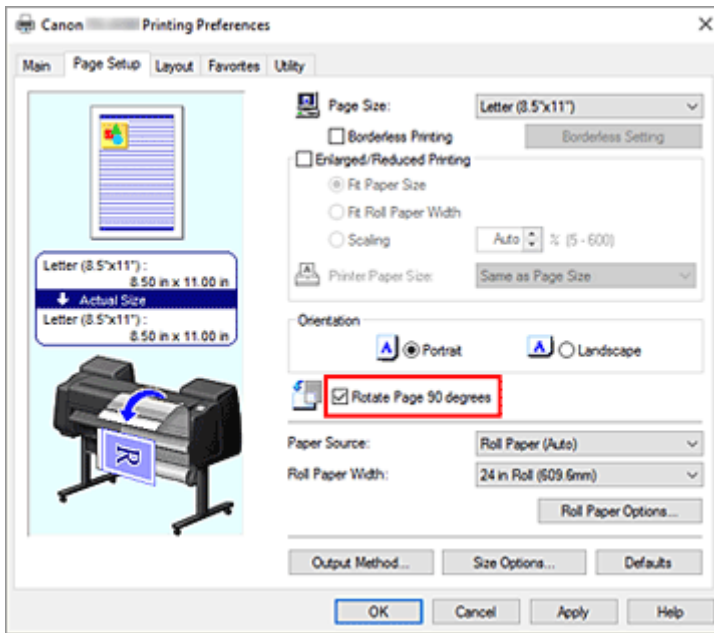 Canon Printing Preferences
Main Page Setup Layout Favorites Utility
Page Size: Letter (8.5"x11")
Borderless Printing Borderless Setting
Enlarged/Reduced Printing
Fit Paper Size
Fit Roll Paper Width
Scaling Auto % (5 - 600)
Printer Paper Size: Same as Page Size
Letter (8.5"x11") :
8.50 in x 11.00 in
Actual Size
Letter (8.5"x11") :
8.50 in x 11.00 in
Orientation
A Portrait A Landscape
Rotate Page 90 degrees
R
Paper Source: Roll Paper (Auto)
Roll Paper Width: 24 in Roll (609.6mm)
Roll Paper Options...
Output Method... Size Options... Defaults
OK Cancel Apply Help